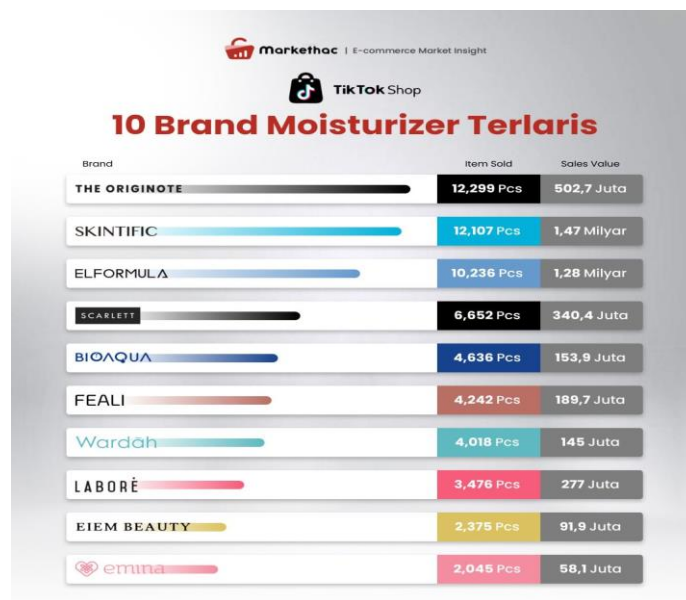 Markethac | E-commerce Market Insight
TikTok Shop
10 Brand Moisturizer Terlaris
Brand Item Sold Sales Value
THE ORIGINOTE 12,299 Pcs 502,7 Juta
SKINTIFIC 12,107 Pcs 1,47 Milyar
ELFORMULA 10,236 Pcs 1,28 Milyar
SCARLETT 6,652 Pcs 340,4 Juta
BIOAQUA 4,636 Pcs 153,9 Juta
FEALI 4,242 Pcs 189,7 Juta
Wardah 4,018 Pcs 145 Juta
LABORÉ 3,476 Pcs 277 Juta
EIEM BEAUTY 2,375 Pcs 91,9 Juta
emina 2,045 Pcs 58,1 Juta